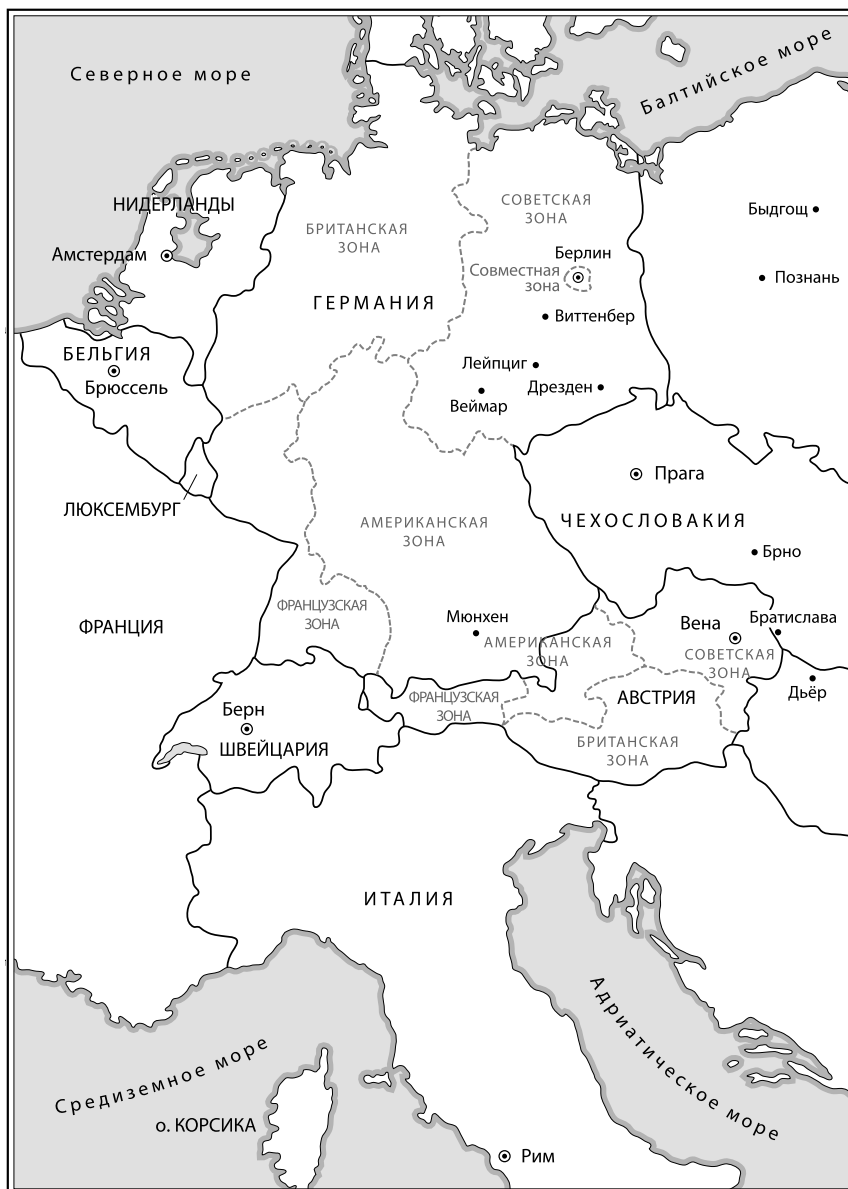 Северное море
Балтийское море
НИДЕРЛАНДЫ
Амстердам
БРИТАНСКАЯ
ЗОНА
СОВЕТСКАЯ
ЗОНА
Быдгощ
Берлин
Совместная
зона
Познань
ГЕРМАНИЯ
Виттенбер
БЕЛЬГИЯ
Брюссель
Лейпциг
Дрезден
Веймар
Прага
ЛЮКСЕМБУРГ
АМЕРИКАНСКАЯ
ЗОНА
ЧЕХОСЛОВАКИЯ
Брно
ФРАНЦИЯ
ФРАНЦУЗСКАЯ
ЗОНА
Мюнхен
АМЕРИКАНСКАЯ
ЗОНА
Вена
Братислава
СОВЕТСКАЯ
ЗОНА
Дьёр
ФРАНЦУЗСКАЯ
ЗОНА
АВСТРИЯ
Берн
ШВЕЙЦАРИЯ
БРИТАНСКАЯ
ЗОНА
ИТАЛИЯ
Адриатическое море
Средиземное море
о. КОРСИКА
Рим